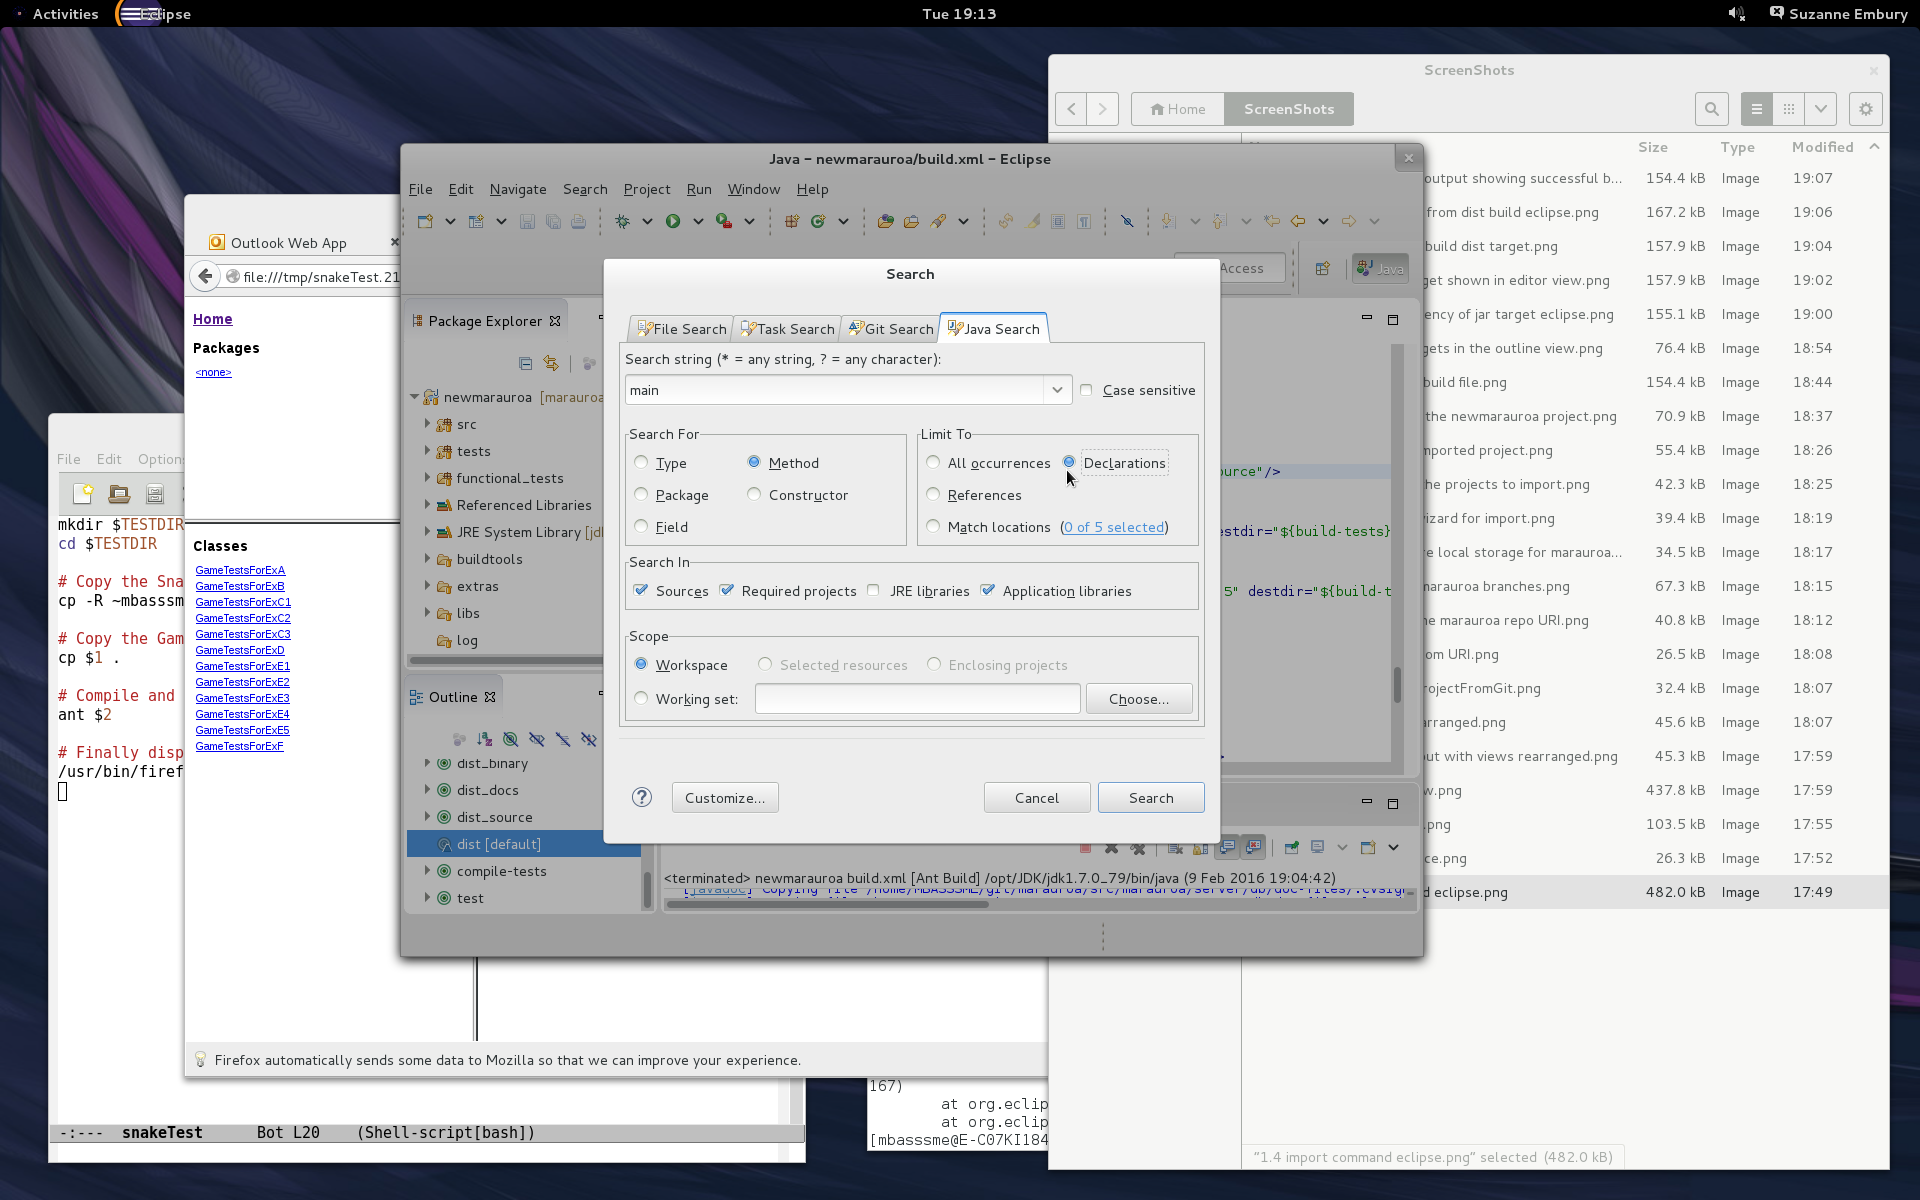 Activities
Eclipse
Tue 19:13
Suzanne Embury
ScreenShots
Home
ScreenShots
Size Type Modified
output showing successful b... 154.4 kB Image 19:07
from dist build eclipse.png 167.2 kB Image 19:06
build dist target.png 157.9 kB Image 19:04
get shown in editor view.png 157.9 kB Image 19:02
ency of jar target eclipse.png 155.1 kB Image 19:00
gets in the outline view.png 76.4 kB Image 18:54
build file.png 154.4 kB Image 18:44
the newmarauroa project.png 70.9 kB Image 18:37
mported project.png 55.4 kB Image 18:26
he projects to import.png 42.3 kB Image 18:25
izard for import.png 39.4 kB Image 18:19
re local storage for marauroa... 34.5 kB Image 18:17
marauroa branches.png 67.3 kB Image 18:15
he marauroa repo URI.png 40.8 kB Image 18:12
om URI.png 26.5 kB Image 18:08
rojectFromGit.png 32.4 kB Image 18:07
arranged.png 45.6 kB Image 18:07
out with views rearranged.png 45.3 kB Image 17:59
w.png 437.8 kB Image 17:59
.png 103.5 kB Image 17:55
ce.png 26.3 kB Image 17:52
d eclipse.png 482.0 kB Image 17:49
"1.4 import command eclipse.png" selected (482.0 kB)
Java – newmarauroa/build.xml – Eclipse
File Edit Navigate Search Project Run Window Help
Access
Java
Package Explorer
newmarauroa [marauroa
src
tests
functional_tests
Referenced Libraries
JRE System Library [jd
buildtools
extras
libs
log
Outline
dist_binary
dist_docs
dist_source
dist [default]
compile-tests
test
ource"/>
estdir="${build-tests}
5" destdir="${build-t
<terminated> newmarauroa build.xml [Ant Build] /opt/JDK/jdk1.7.0_79/bin/java (9 Feb 2016 19:04:42)
[javadoc] Copying file /home/MBASSSME/git/marauroa/src/marauroa/server/db/doc-files/.cvsig
Search
File Search
Task Search
Git Search
Java Search
Search string (* = any string, ? = any character):
main
Case sensitive
Search For
Type
Method
Package
Constructor
Field
Limit To
All occurrences
Declarations
References
Match locations (0 of 5 selected)
Search In
Sources
Required projects
JRE libraries
Application libraries
Scope
Workspace
Selected resources
Enclosing projects
Working set:
Choose...
?
Customize...
Cancel
Search
Outlook Web App
file:///tmp/snakeTest.21
Home
Packages
<none>
Classes
GameTestsForExA
GameTestsForExB
GameTestsForExC1
GameTestsForExC2
GameTestsForExC3
GameTestsForExD
GameTestsForExE1
GameTestsForExE2
GameTestsForExE3
GameTestsForExE4
GameTestsForExE5
GameTestsForExF
Firefox automatically sends some data to Mozilla so that we can improve your experience.
File Edit Option
mkdir $TESTDIR
cd $TESTDIR
# Copy the Sna
cp -R ~mbasssm
# Copy the Gam
cp $1 .
# Compile and
ant $2
# Finally disp
/usr/bin/firef
-:--- snakeTest Bot L20 (Shell-script[bash])
167)
at org.eclip
at org.eclip
[mbasssme@E-C07KI184